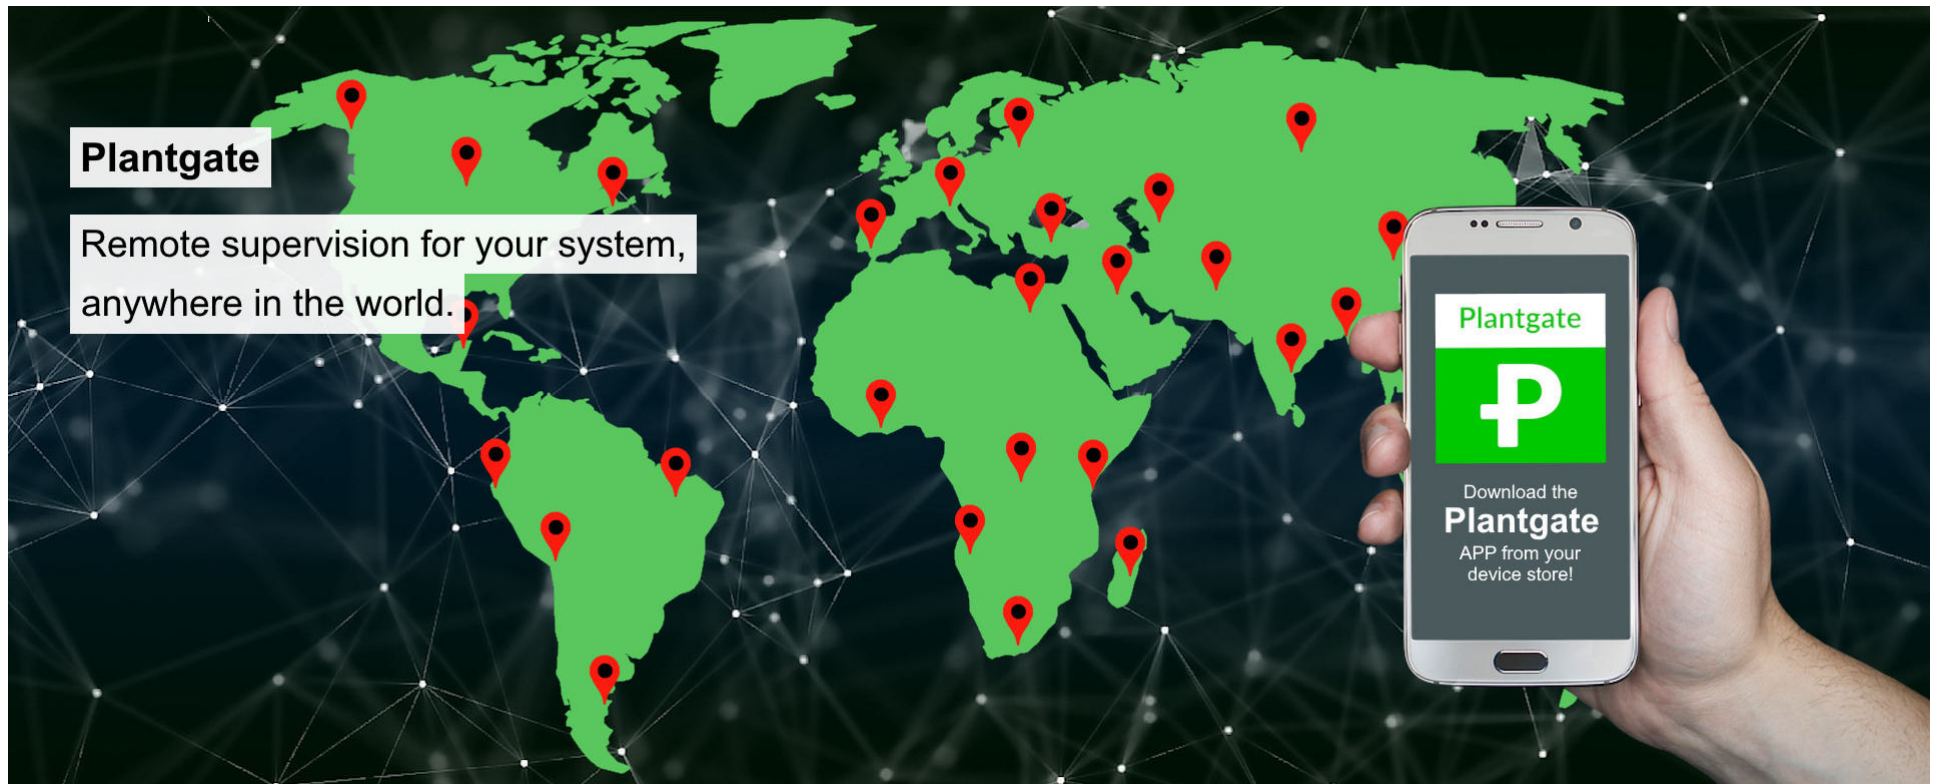 Plantgate
Remote supervision for your system,
anywhere in the world.
Plantgate
P
Download the
Plantgate
APP from your
device store!